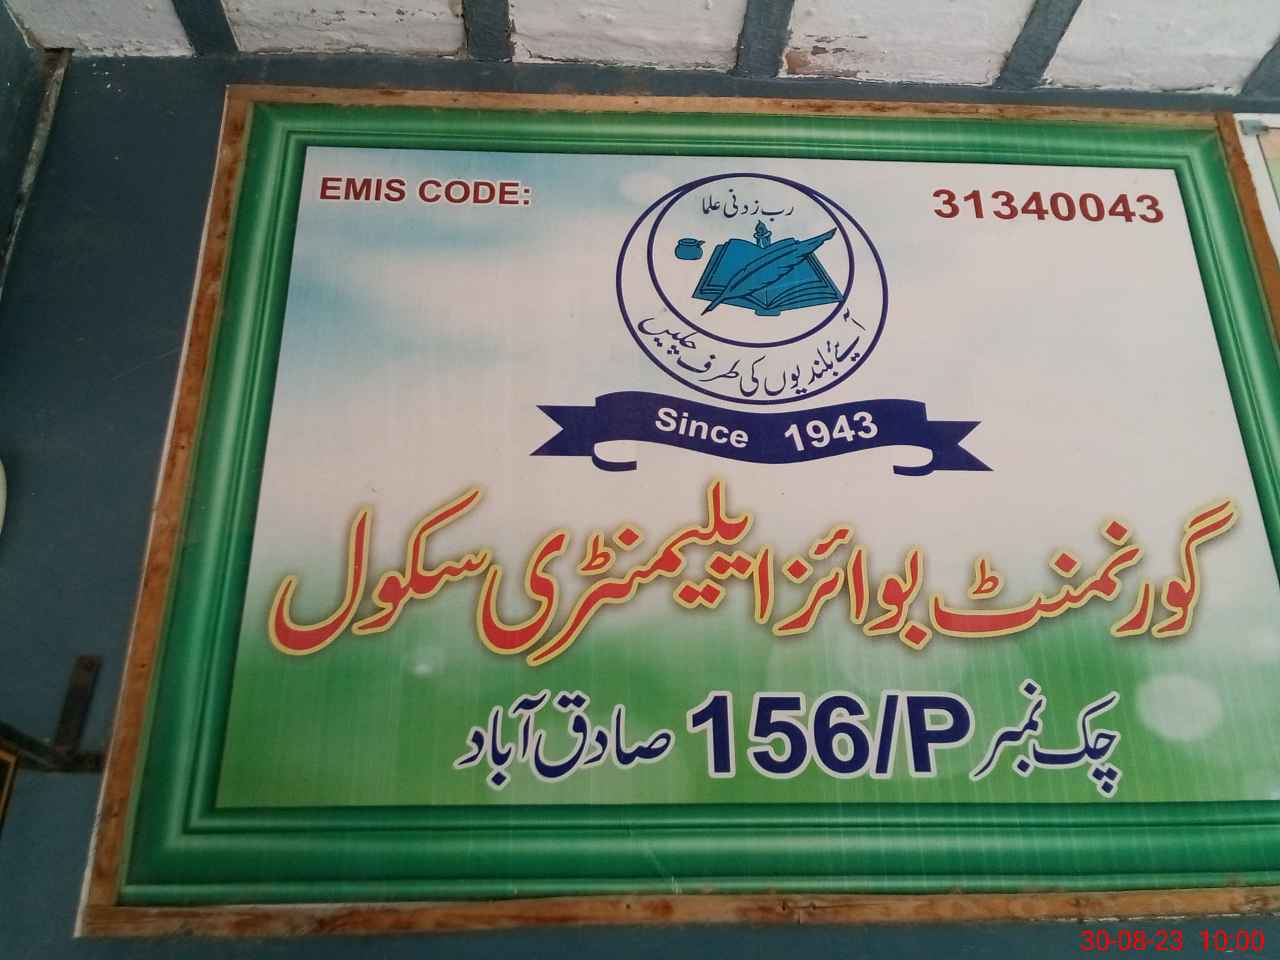 EMIS CODE: 31340043
رب زدنی علما
آیئے بلندیوں کی طرف چلیں
Since 1943
گورنمنٹ بوائز ایلیمنٹری سکول
چک نمبر 156/P صادق آباد
30-08-23 10:00